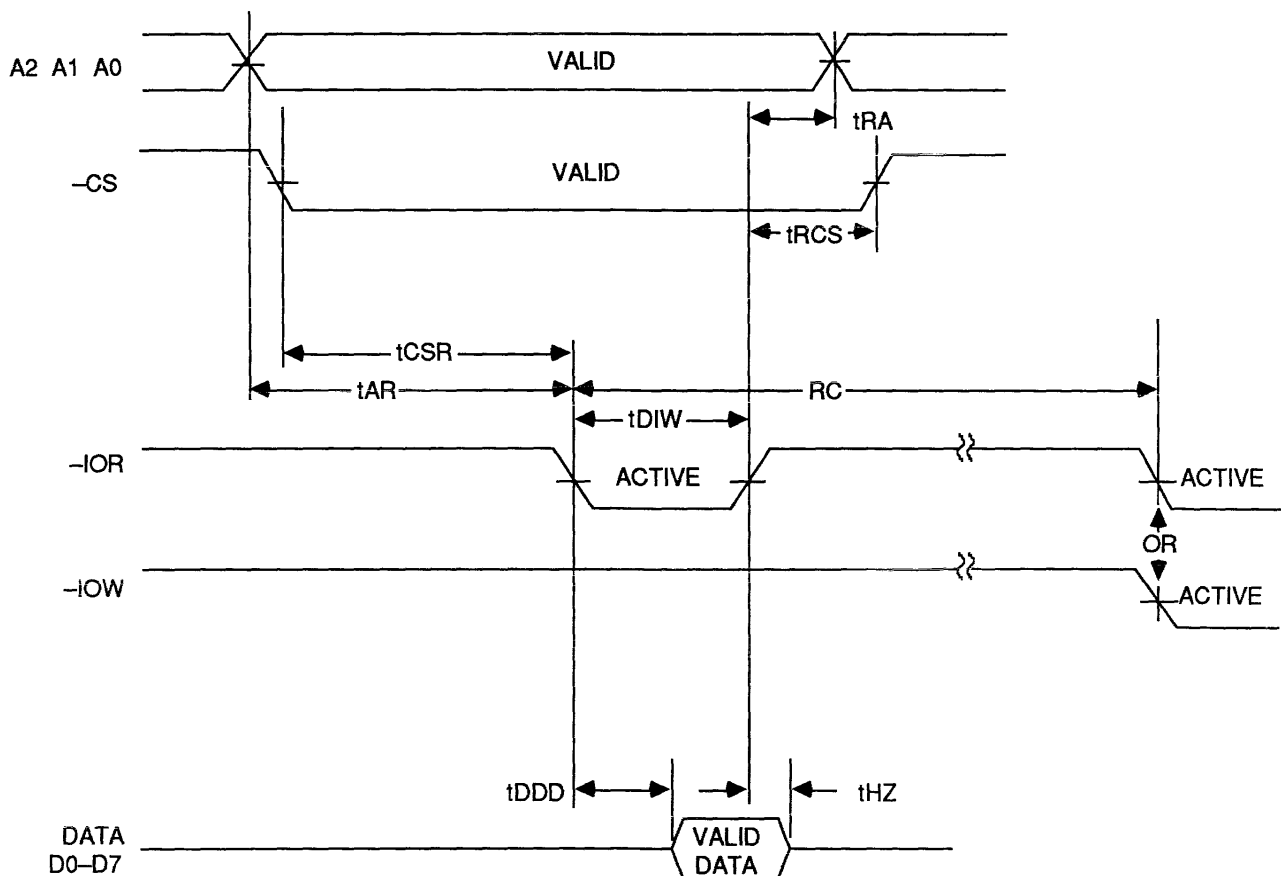 A2 A1 A0
VALID
tRA
–CS
VALID
tRCS
tCSR
tAR
RC
tDIW
–IOR
ACTIVE
ACTIVE
OR
–IOW
ACTIVE
tDDD
tHZ
DATA
D0–D7
VALID
DATA